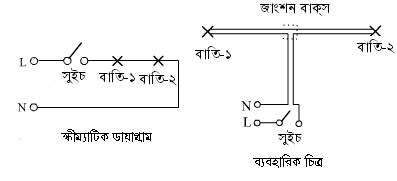 জাংশন বাক্স
বাতি-১
বাতি-২
L
সুইচ
বাতি-১
বাতি-২
N
N
L
সুইচ
স্কীম্যাটিক ডায়াগ্রাম
ব্যবহারিক চিত্র